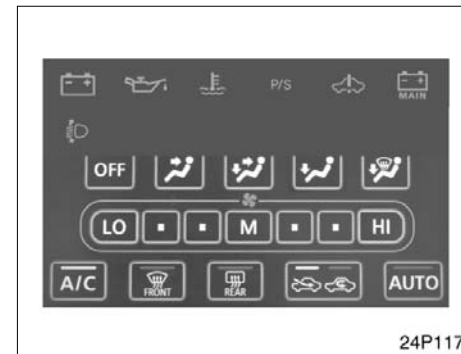 P/S
MAIN
OFF
LO M HI
A/C FRONT REAR AUTO
24P117